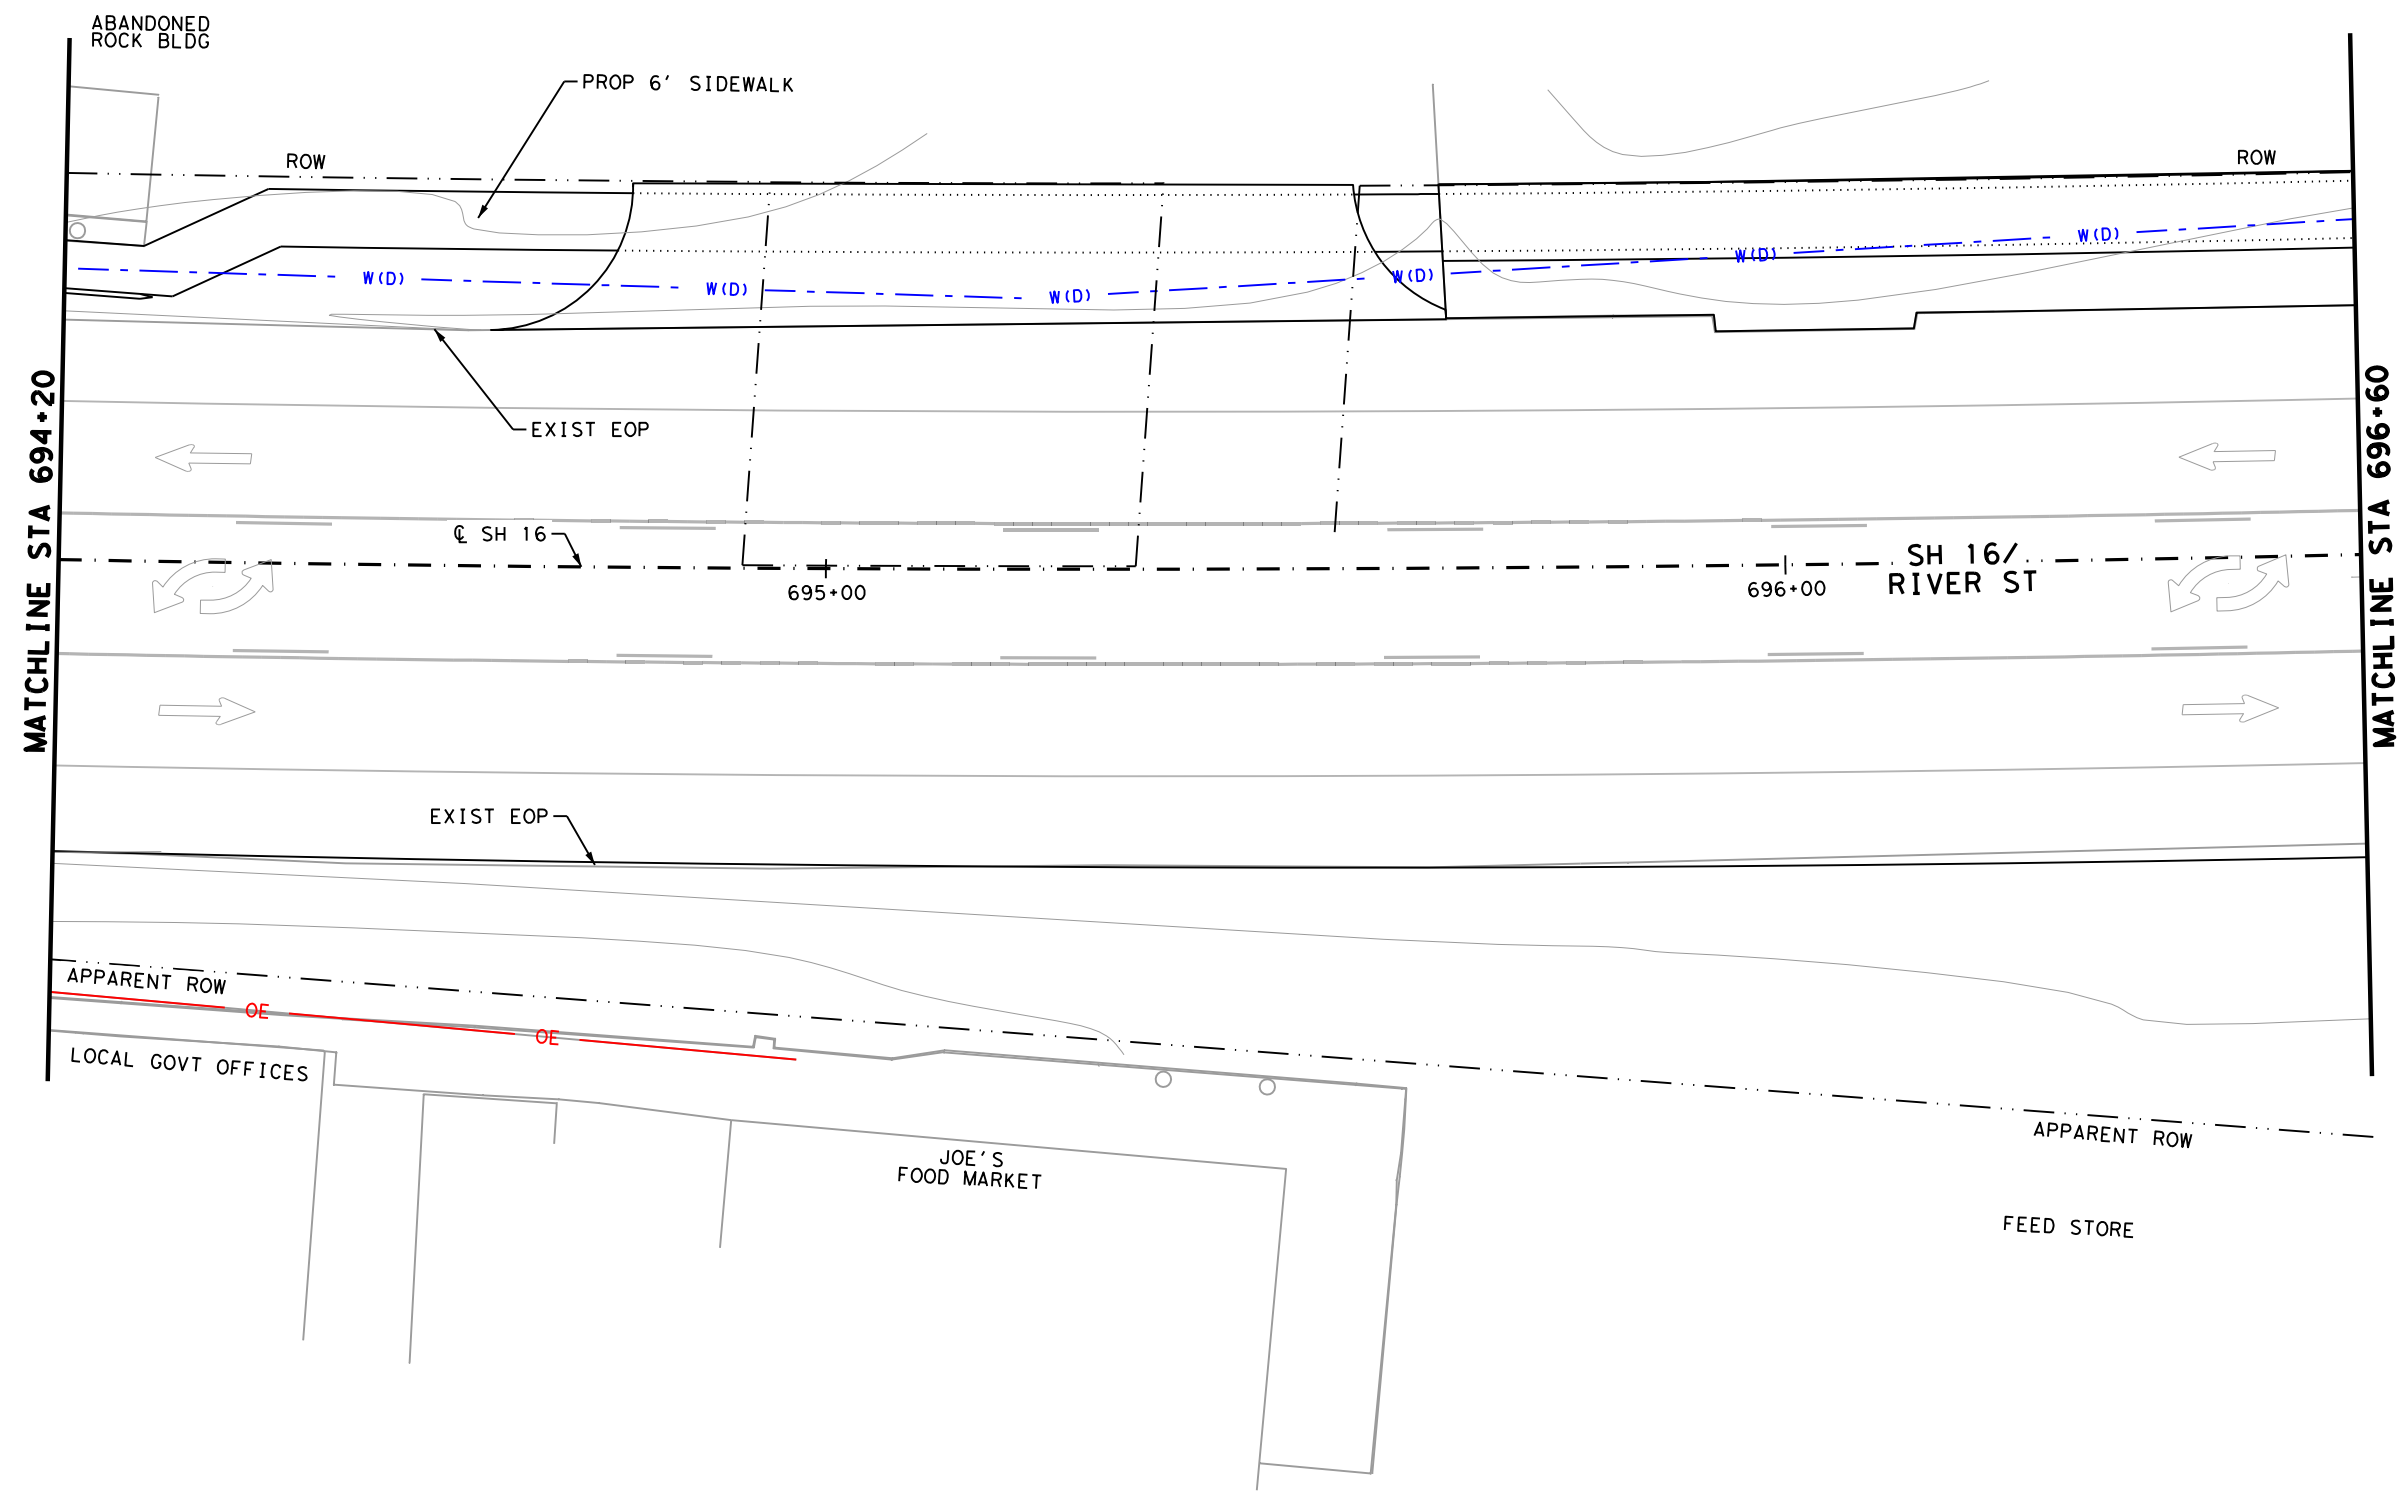 ABANDONED
ROCK BLDG
PROP 6' SIDEWALK
ROW
ROW
W(D)
W(D)
W(D)
W(D)
W(D)
W(D)
EXIST EOP
MATCHLINE STA 694+20
MATCHLINE STA 696+60
℄ SH 16
695+00
696+00
SH 16/
RIVER ST
EXIST EOP
APPARENT ROW
OE
OE
LOCAL GOVT OFFICES
JOE'S
FOOD MARKET
APPARENT ROW
FEED STORE